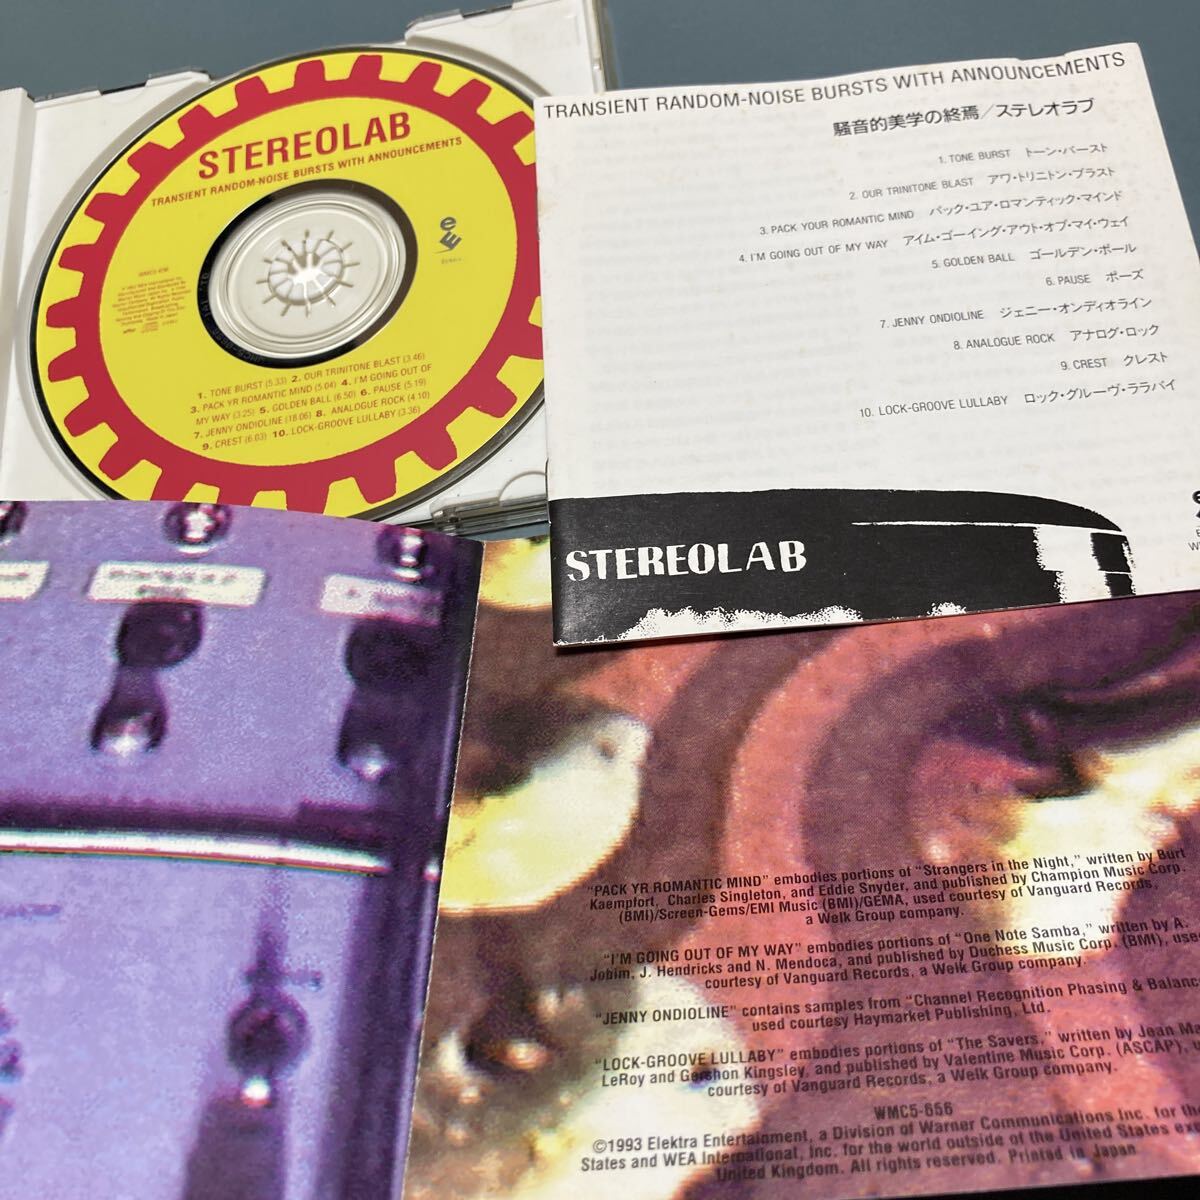 STEREOLAB
TRANSIENT RANDOM-NOISE BURSTS WITH ANNOUNCEMENTS
1. TONE BURST (5.33) 2. OUR TRINITONE BLAST (3.46)
3. PACK YR ROMANTIC MIND (5.04) 4. I'M GOING OUT OF
MY WAY (3.25) 5. GOLDEN BALL (6.50) 6. PAUSE (5.19)
7. JENNY ONDIOLINE (18.06) 8. ANALOGUE ROCK (4.10)
9. CREST (6.03) 10. LOCK-GROOVE LULLABY (3.36)
TRANSIENT RANDOM-NOISE BURSTS WITH ANNOUNCEMENTS
騒音的美学の終焉/ステレオラブ
1. TONE BURST トーン・バースト
2. OUR TRINITONE BLAST アワ・トリニトン・ブラスト
3. PACK YOUR ROMANTIC MIND パック・ユア・ロマンティック・マインド
4. I'M GOING OUT OF MY WAY アイム・ゴーイング・アウト・オブ・マイ・ウェイ
5. GOLDEN BALL ゴールデン・ボール
6. PAUSE ポーズ
7. JENNY ONDIOLINE ジェニー・オンディオライン
8. ANALOGUE ROCK アナログ・ロック
9. CREST クレスト
10. LOCK-GROOVE LULLABY ロック・グルーヴ・ララバイ
STEREOLAB
"PACK YR ROMANTIC MIND" embodies portions of "Strangers in the Night," written by Burt
Kaempfort, Charles Singleton, and Eddie Snyder, and published by Champion Music Corp.
(BMI)/Screen-Gems/EMI Music (BMI)/GEMA, used courtesy of Vanguard Records,
a Welk Group company.
"I'M GOING OUT OF MY WAY" embodies portions of "One Note Samba," written by A.
Jobim, J. Hendricks and N. Mendoca, and published by Duchess Music Corp. (BMI), used
courtesy of Vanguard Records, a Welk Group company.
"JENNY ONDIOLINE" contains samples from "Channel Recognition Phasing & Balance
used courtesy Haymarket Publishing, Ltd.
"LOCK-GROOVE LULLABY" embodies portions of "The Savers," written by Jean M
LeRoy and Gershon Kingsley, and published by Valentine Music Corp. (ASCAP), u
courtesy of Vanguard Records, a Welk Group company.
WMC5-656
©1993 Elektra Entertainment, a Division of Warner Communications Inc. for the
States and WEA International, Inc. for the world outside of the United States exc
United Kingdom. All rights reserved. Printed in Japan